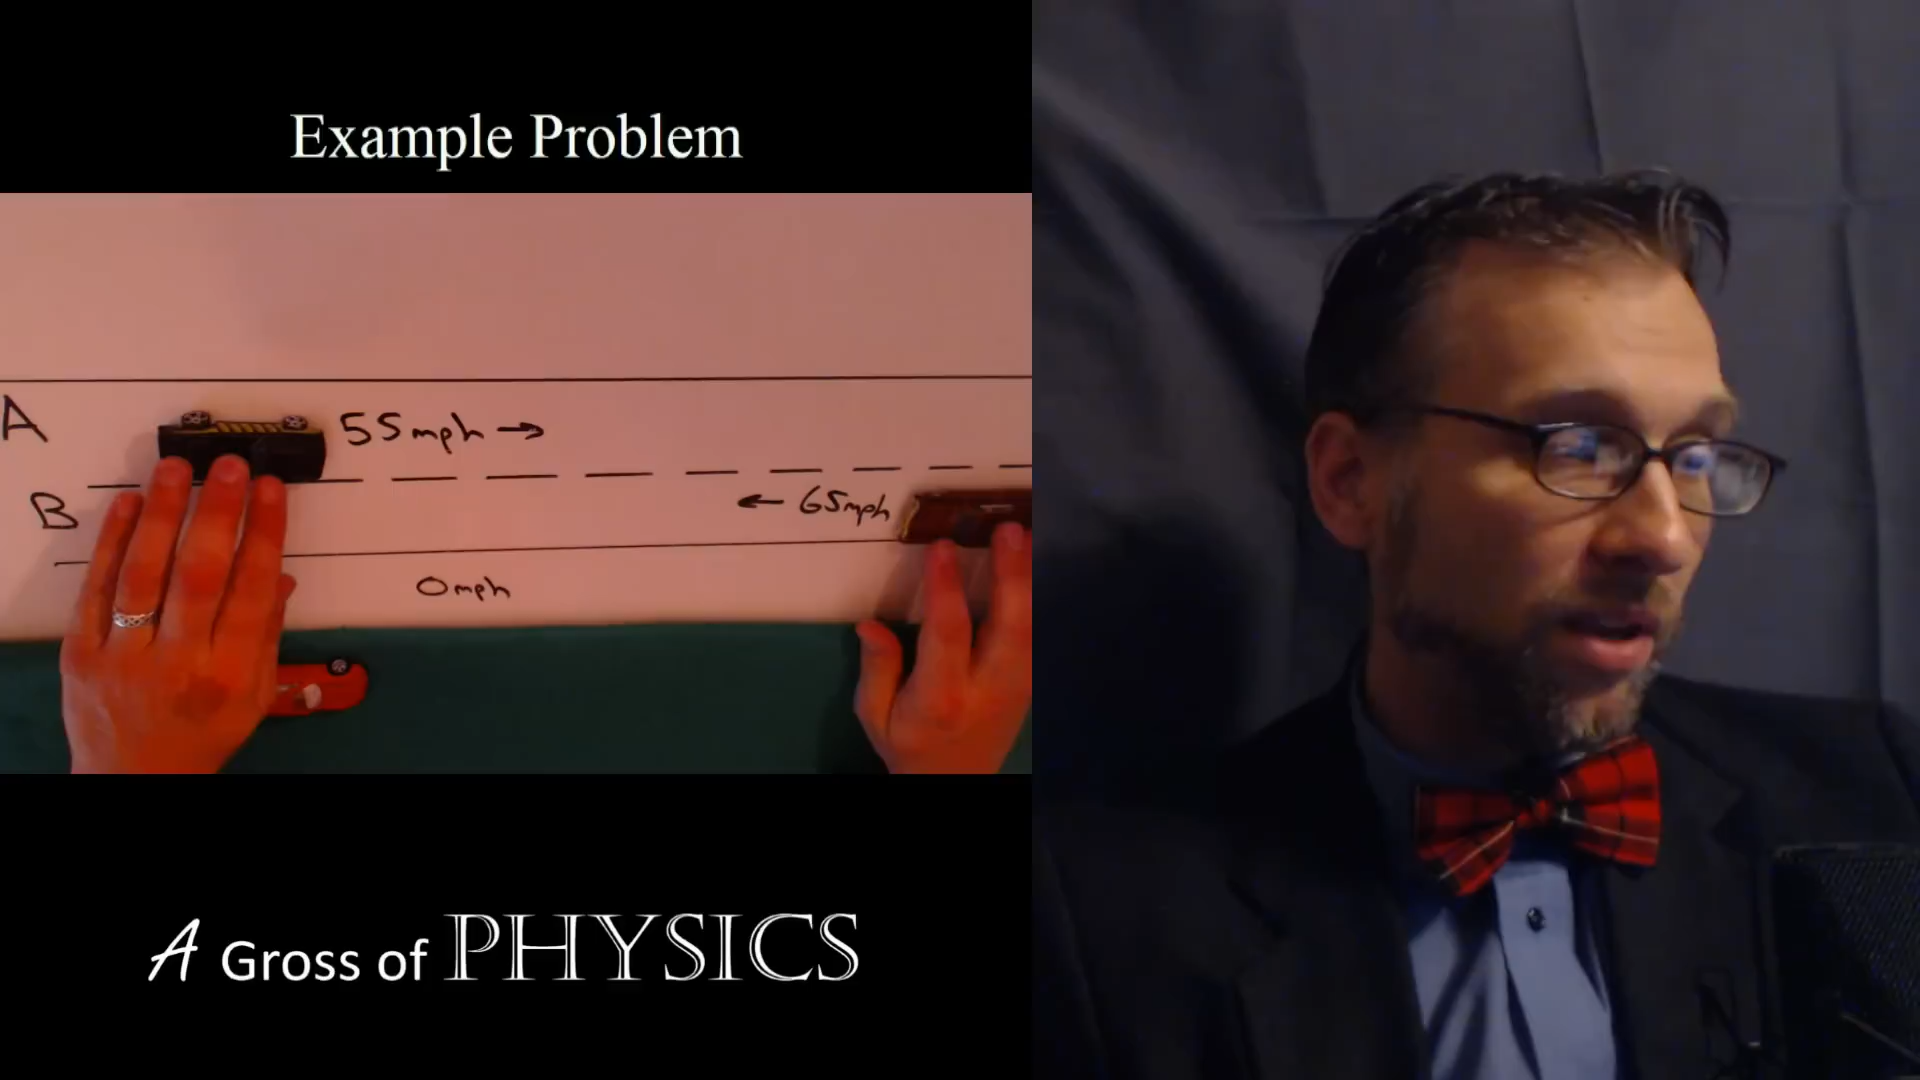 Example Problem
A
55mph →
B
← 65mph
0mph
A Gross of PHYSICS